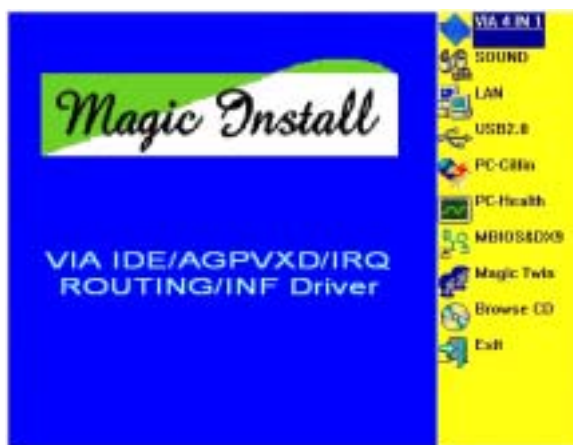 Magic Install
VIA IDE/AGPVXD/IRQ
ROUTING/INF Driver
VIA 4 IN 1
SOUND
LAN
USB2.0
PC-Cillin
PC-Health
MBIOS&DX9
Magic Twin
Browse CD
Exit